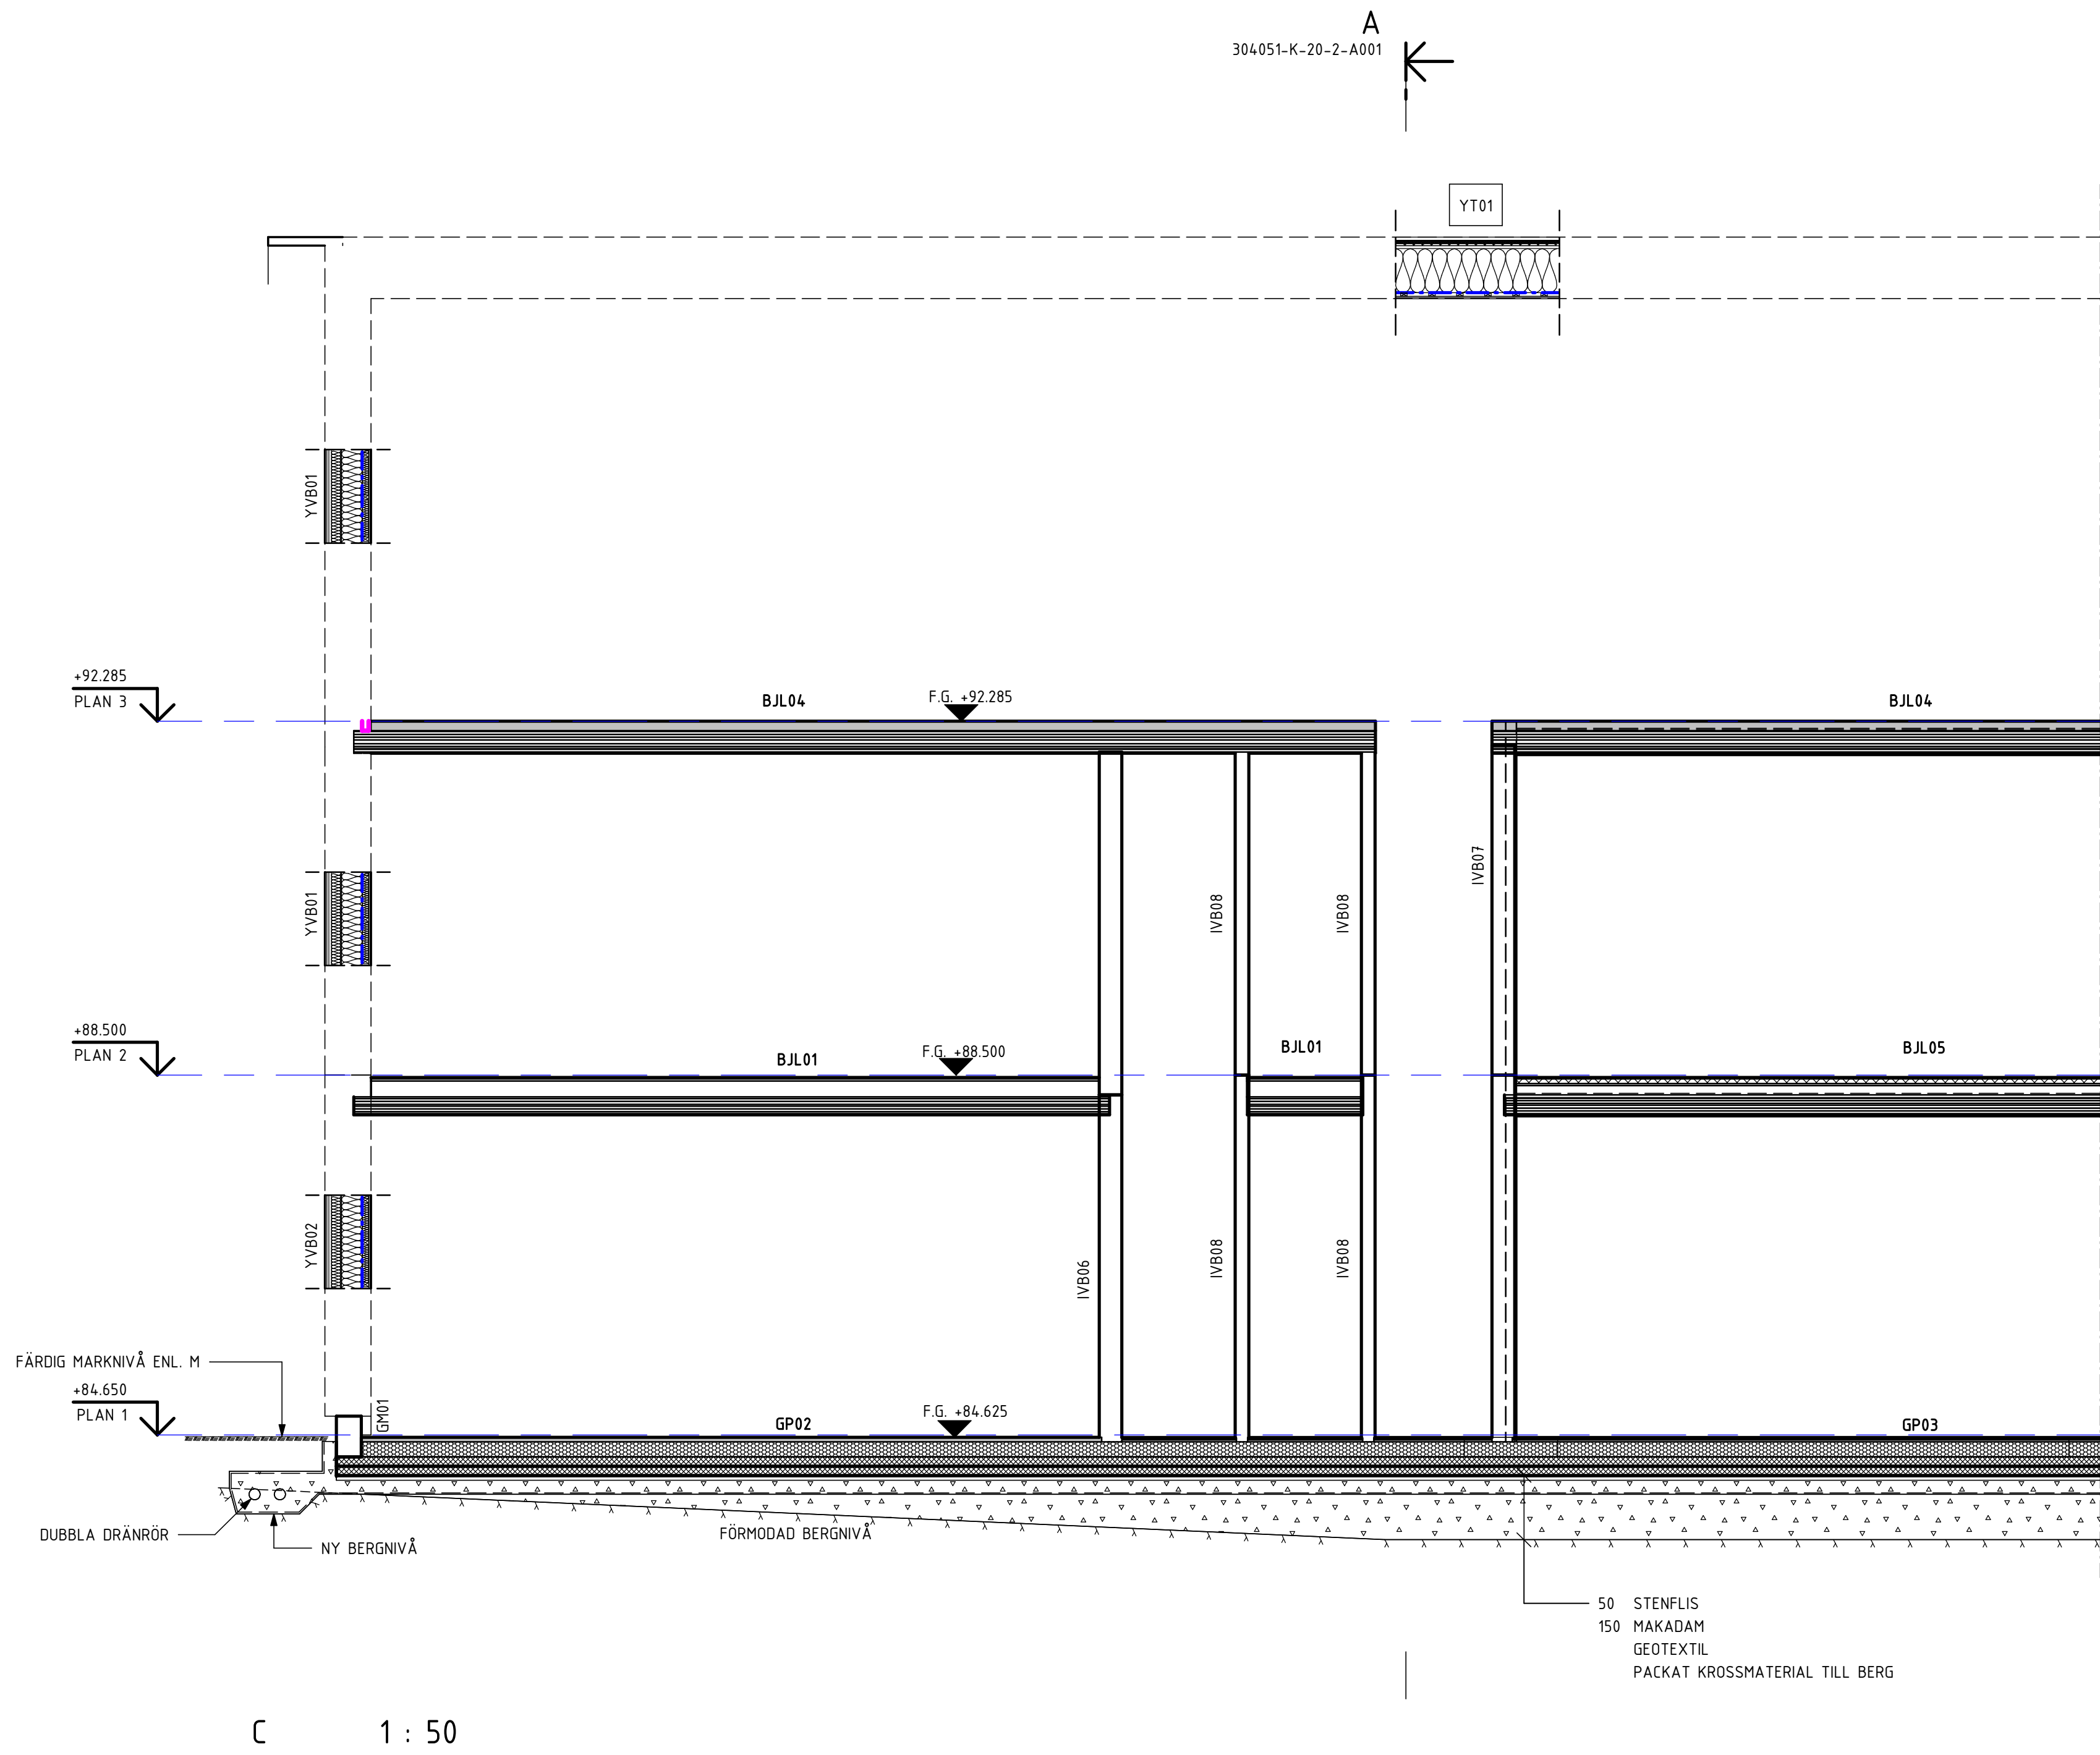 A
304051-K-20-2-A001
YT01
YVB01
+92.285
PLAN 3
BJL04
F.G. +92.285
BJL04
YVB01
IVB08
IVB08
IVB07
+88.500
PLAN 2
BJL01
F.G. +88.500
BJL01
BJL05
YVB02
IVB06
IVB08
IVB08
FÄRDIG MARKNIVÅ ENL. M
+84.650
PLAN 1
GM01
GP02
F.G. +84.625
GP03
DUBBLA DRÄNRÖR
NY BERGNIVÅ
FÖRMODAD BERGNIVÅ
50 STENFLIS
150 MAKADAM
GEOTEXTIL
PACKAT KROSSMATERIAL TILL BERG
C 1 : 50